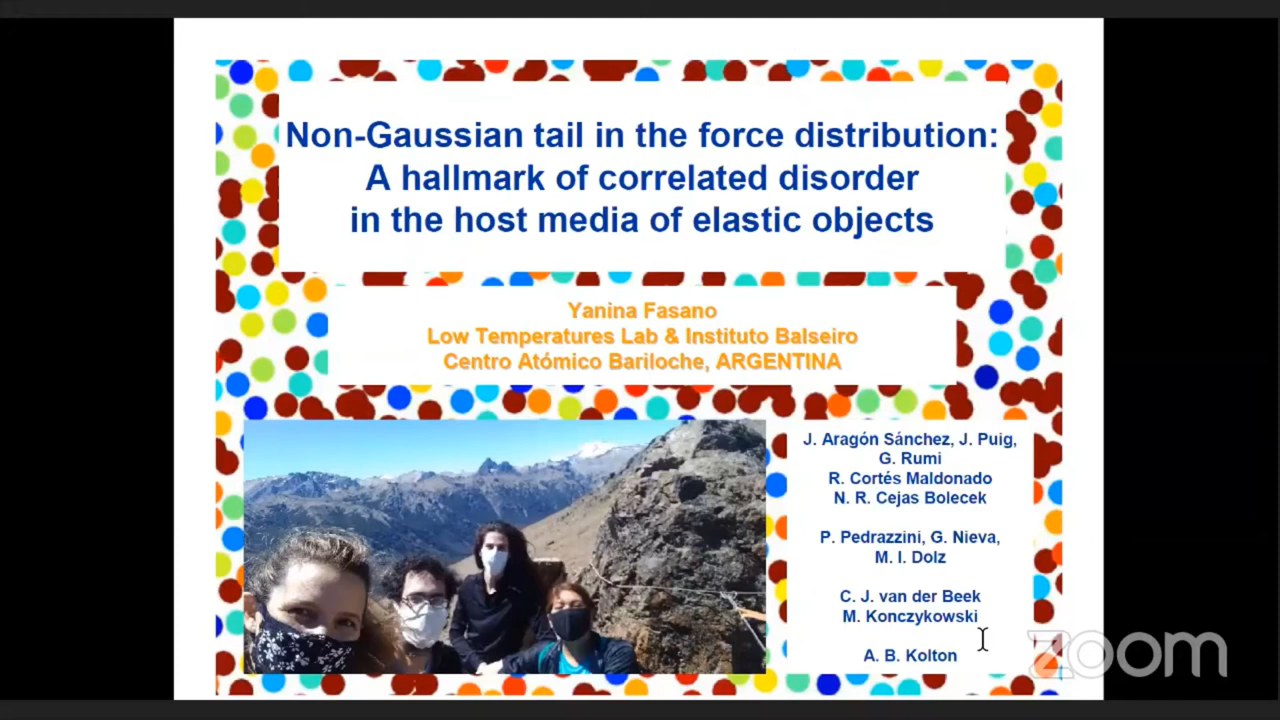 Non-Gaussian tail in the force distribution:
A hallmark of correlated disorder
in the host media of elastic objects
Yanina Fasano
Low Temperatures Lab & Instituto Balseiro
Centro Atómico Bariloche, ARGENTINA
J. Aragón Sánchez, J. Puig,
G. Rumi
R. Cortés Maldonado
N. R. Cejas Bolecek
P. Pedrazzini, G. Nieva,
M. I. Dolz
C. J. van der Beek
M. Konczykowski
A. B. Kolton
zoom